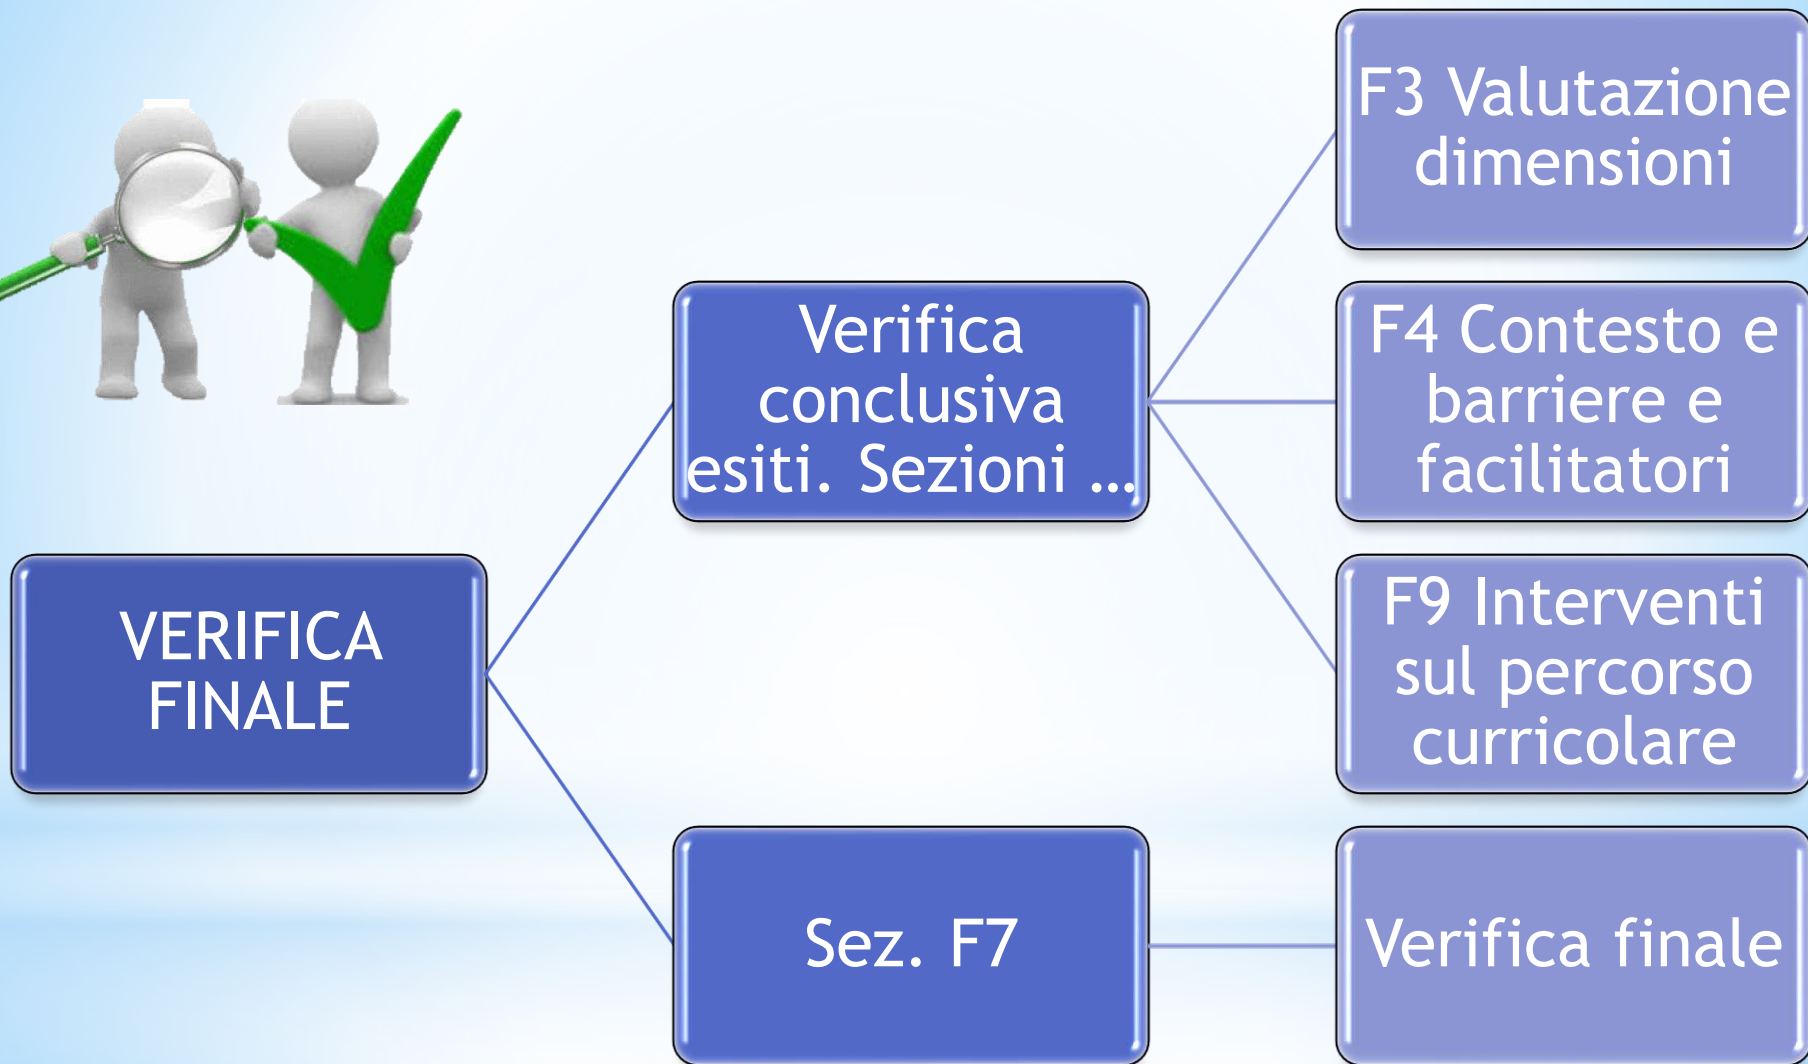 F3 Valutazione
dimensioni
Verifica
conclusiva
esiti. Sezioni ...
F4 Contesto e
barriere e
facilitatori
VERIFICA
FINALE
F9 Interventi
sul percorso
curricolare
Sez. F7
Verifica finale